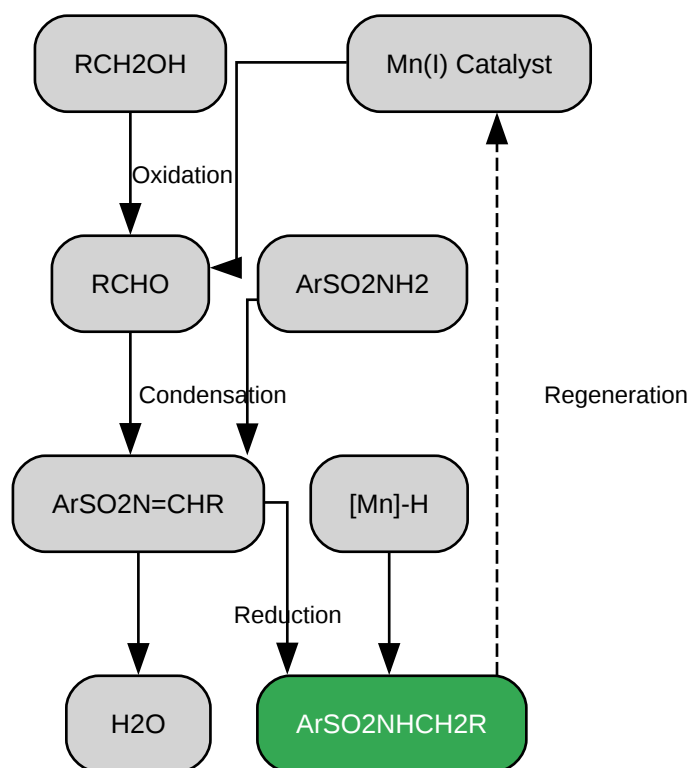 RCH2OH
Mn(I) Catalyst
Oxidation
RCHO
ArSO2NH2
Condensation
Regeneration
ArSO2N=CHR
[Mn]-H
Reduction
H2O
ArSO2NHCH2R